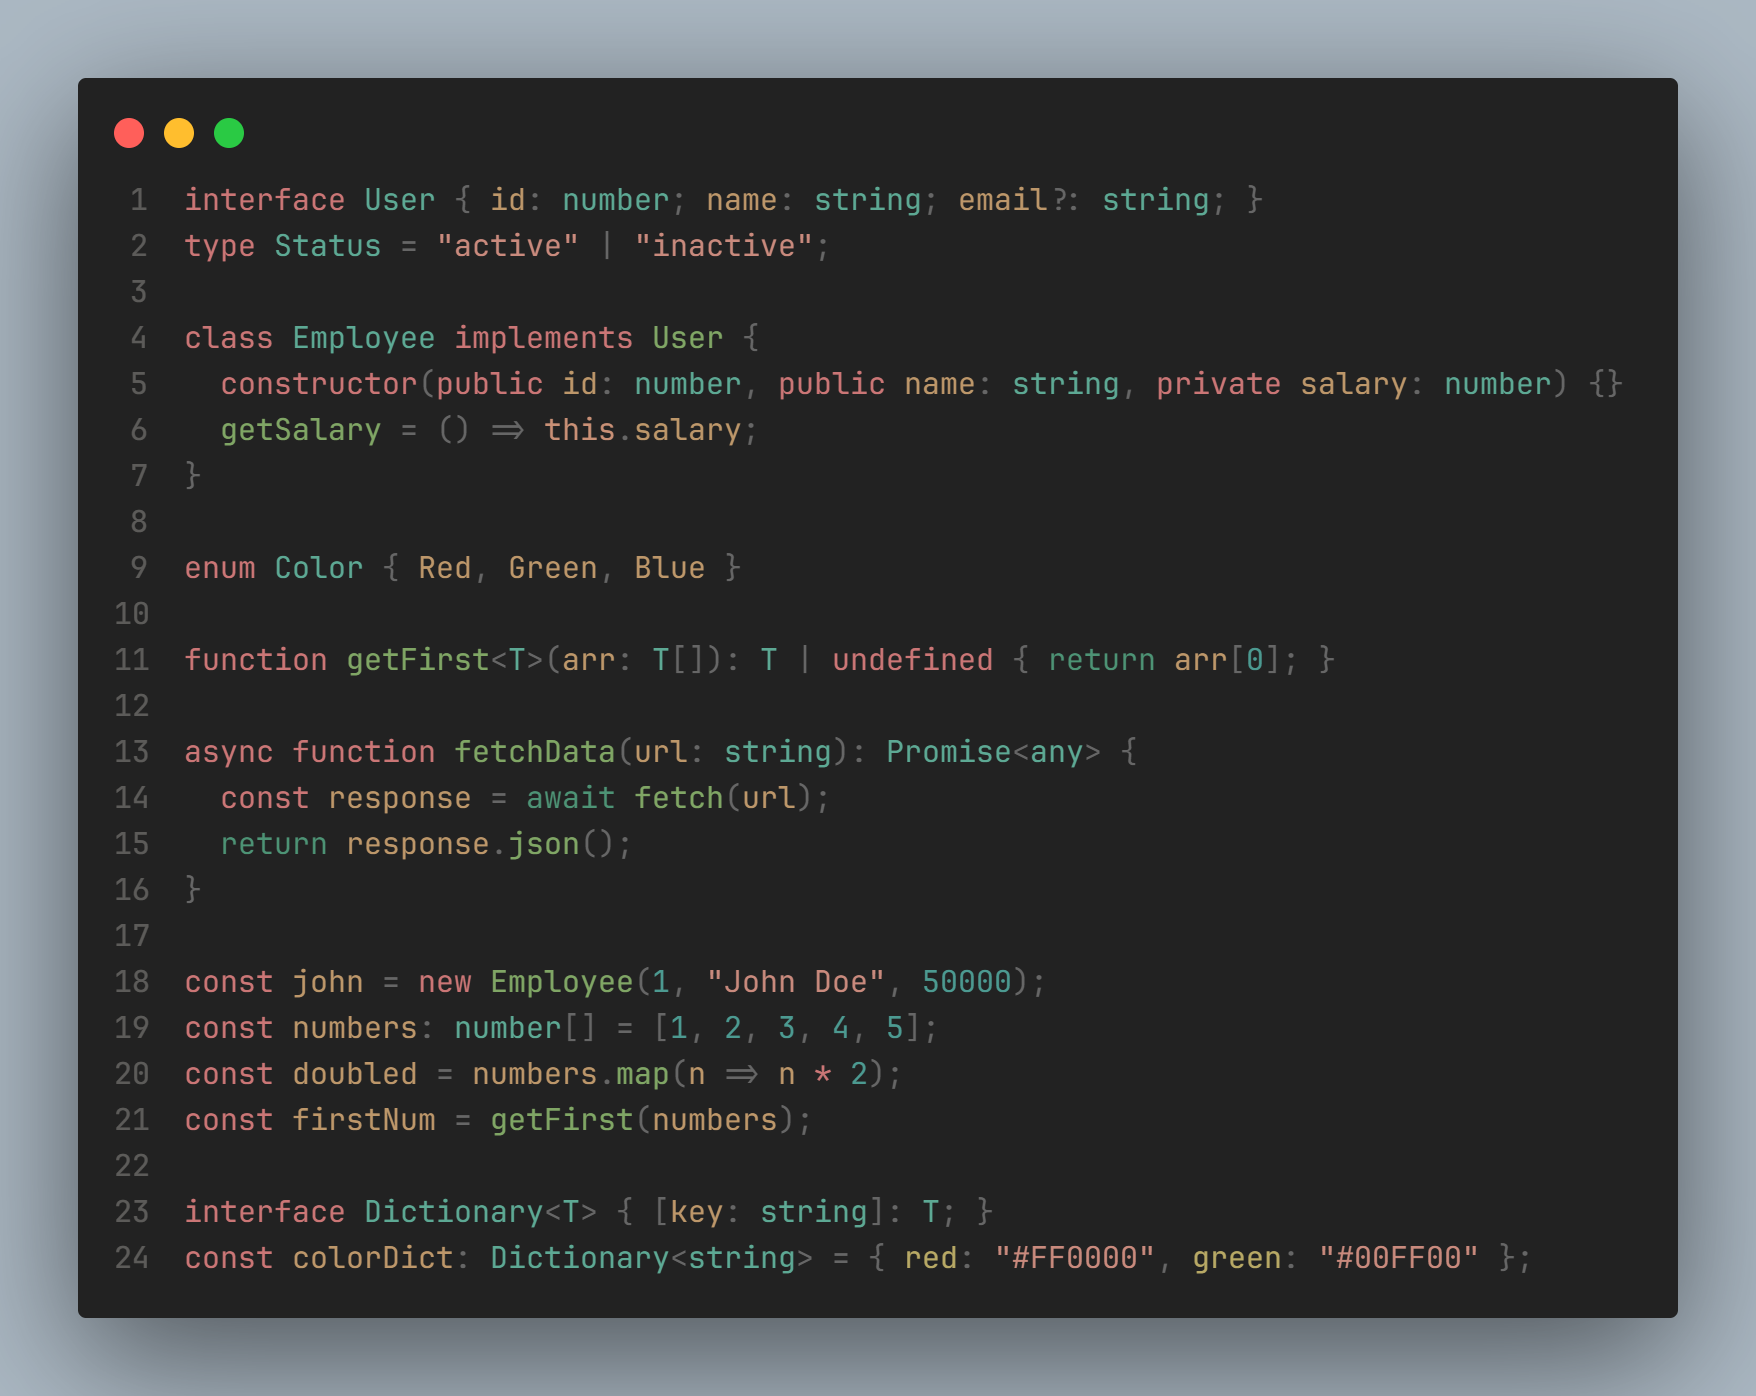 1 interface User { id: number; name: string; email?: string; }
2 type Status = "active" | "inactive";
3
4 class Employee implements User {
5   constructor(public id: number, public name: string, private salary: number) {}
6   getSalary = () => this.salary;
7 }
8
9 enum Color { Red, Green, Blue }
10
11 function getFirst<T>(arr: T[]): T | undefined { return arr[0]; }
12
13 async function fetchData(url: string): Promise<any> {
14   const response = await fetch(url);
15   return response.json();
16 }
17
18 const john = new Employee(1, "John Doe", 50000);
19 const numbers: number[] = [1, 2, 3, 4, 5];
20 const doubled = numbers.map(n => n * 2);
21 const firstNum = getFirst(numbers);
22
23 interface Dictionary<T> { [key: string]: T; }
24 const colorDict: Dictionary<string> = { red: "#FF0000", green: "#00FF00" };